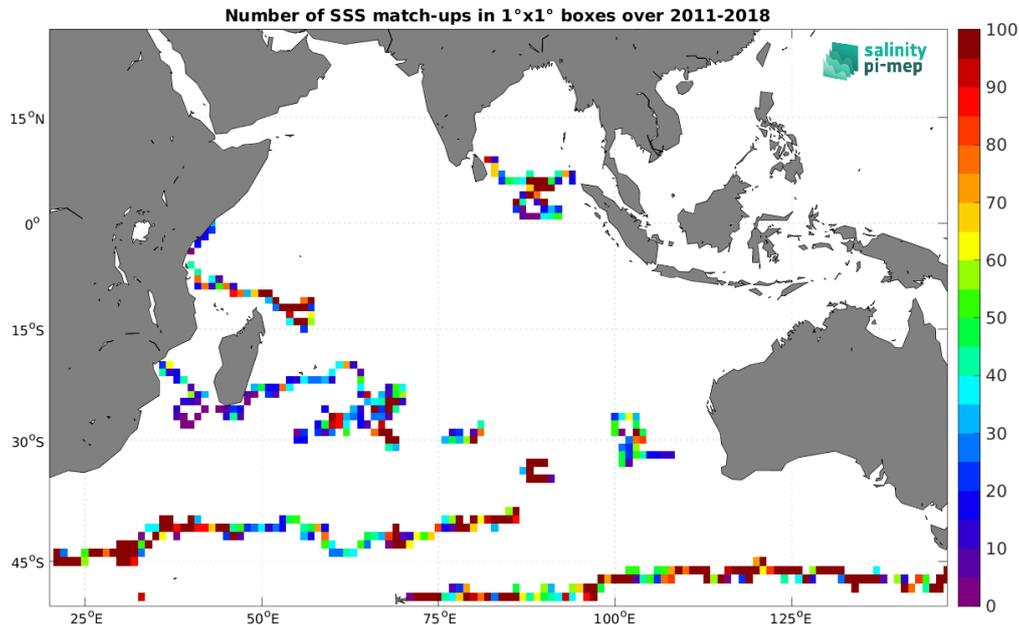 Number of SSS match-ups in 1°x1° boxes over 2011-2018
salinity
pi-mep
100
90
80
70
60
50
40
30
20
10
0
15°N
0°
15°S
30°S
45°S
25°E
50°E
75°E
100°E
125°E